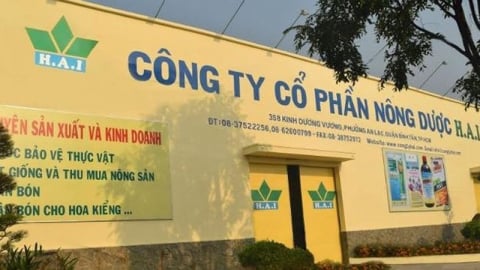 H.A.I
CÔNG TY CỔ PHẦN NÔNG DƯỢC H.A.I
358 KINH DƯƠNG VƯƠNG, PHƯỜNG AN LẠC, QUẬN BÌNH TÂN, TP.HCM
ĐT: 08-37522256, 08 62600799 - FAX: 08-38752912
Website:
YÊN SẢN XUẤT VÀ KINH DOANH
C BẢO VỆ THỰC VẬT
GIỐNG VÀ THU MUA NÔNG SẢN
BÓN
BÓN CHO HOA KIỂNG ...
H.A.I
H.A.I